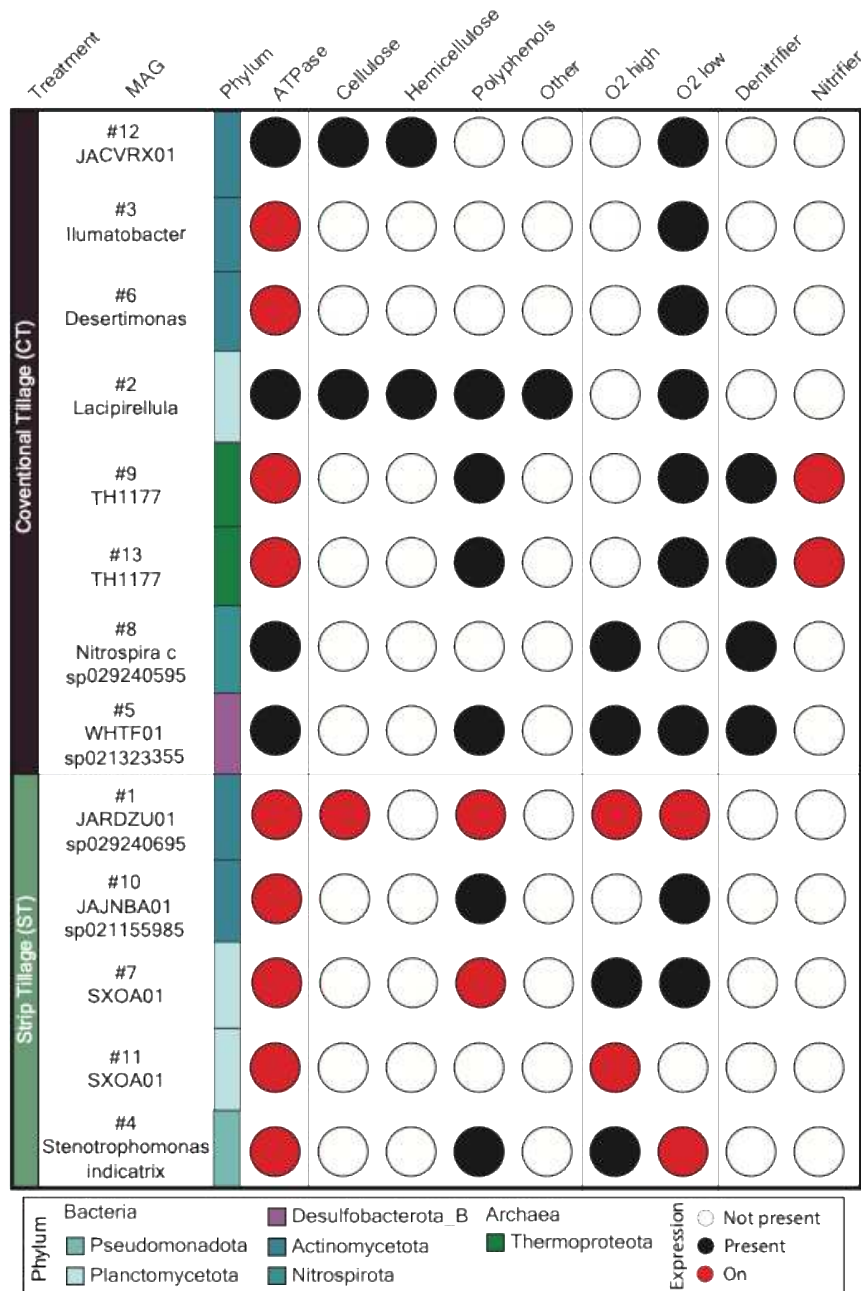 Treatment
MAG
Phylum
ATPase
Cellulose
Hemicellulose
Polyphenols
Other
O2 high
O2 low
Denitrifier
Nitrifier
Coventional Tillage (CT)
#12
JACVRX01
#3
Ilumatobacter
#6
Desertimonas
#2
Lacipirellula
#9
TH1177
#13
TH1177
#8
Nitrospira c
sp029240595
#5
WHTF01
sp021323355
Strip Tillage (ST)
#1
JARDZU01
sp029240695
#10
JAJNBA01
sp021155985
#7
SXOA01
#11
SXOA01
#4
Stenotrophomonas
indicatrix
Phylum
Bacteria
Pseudomonadota
Planctomycetota
Desulfobacterota_B
Actinomycetota
Nitrospirota
Archaea
Thermoproteota
Expression
Not present
Present
On